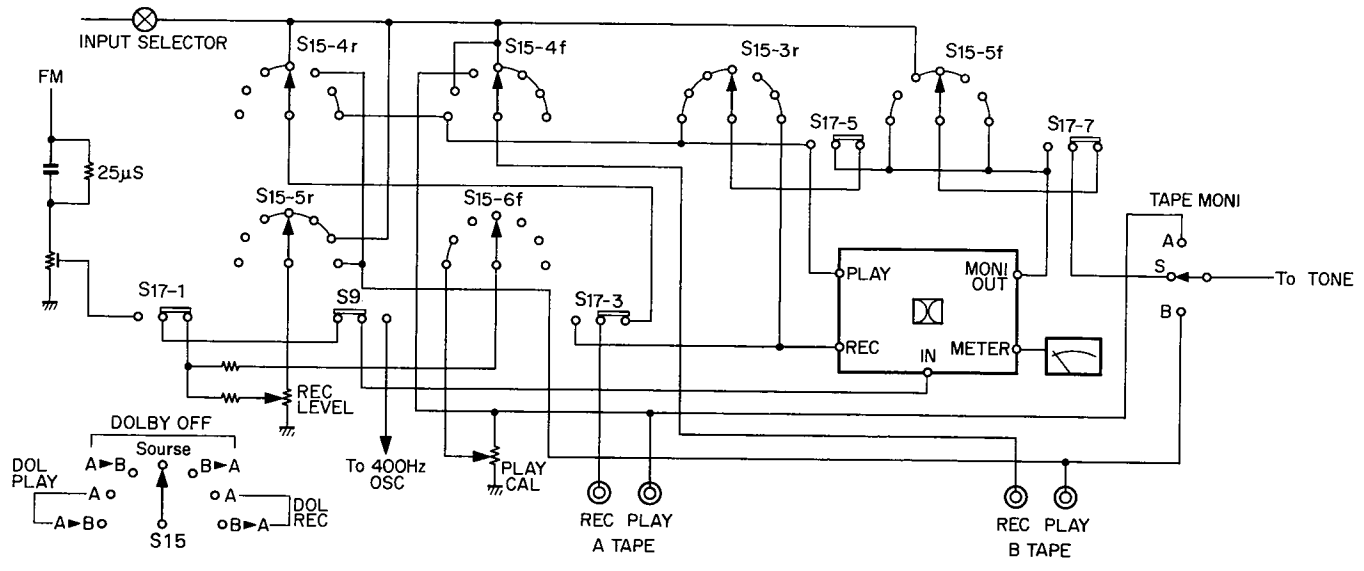 INPUT SELECTOR
S15-4r
S15-4f
S15-3r
S15-5f
FM
25μS
S17-5
S17-7
S15-5r
S15-6f
TAPE MONI
A
S
B
To TONE
PLAY
MONI OUT
REC
IN
METER
S17-1
S9
S17-3
REC LEVEL
To 400Hz OSC
PLAY CAL
DOLBY OFF
Sourse
A►B
B►A
DOL PLAY
A
A►B
A
B►A
DOL REC
S15
REC PLAY
A TAPE
REC PLAY
B TAPE